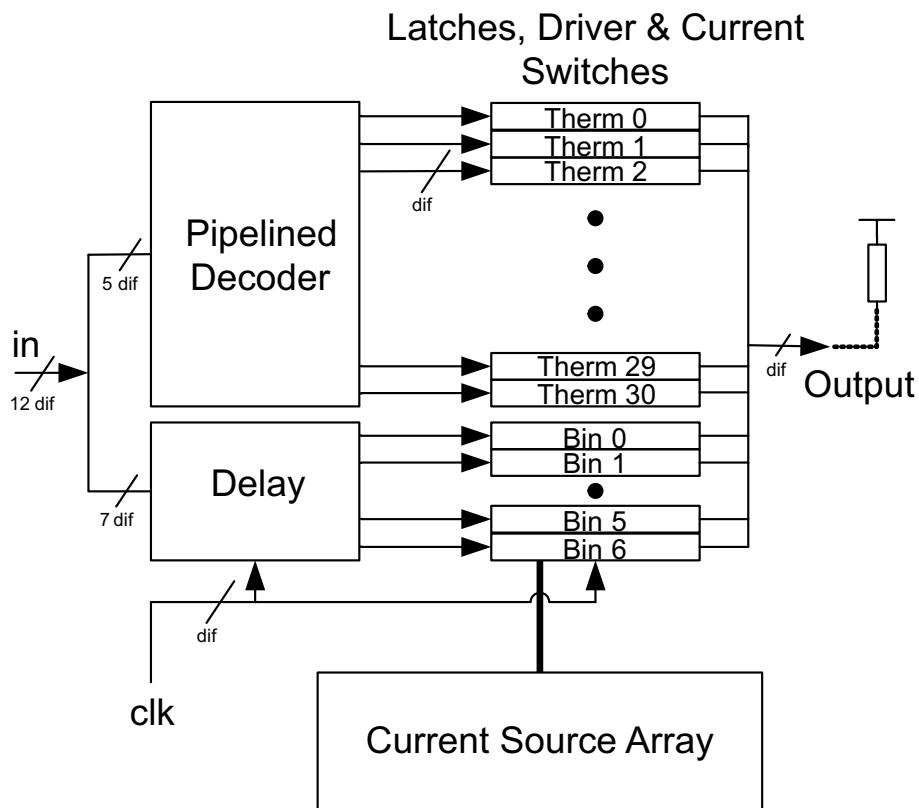 Latches, Driver & Current
Switches
Therm 0
Therm 1
Therm 2
dif
Pipelined
Decoder
5 dif
in
12 dif
Therm 29
Therm 30
dif
Output
Bin 0
Bin 1
Delay
7 dif
Bin 5
Bin 6
dif
clk
Current Source Array